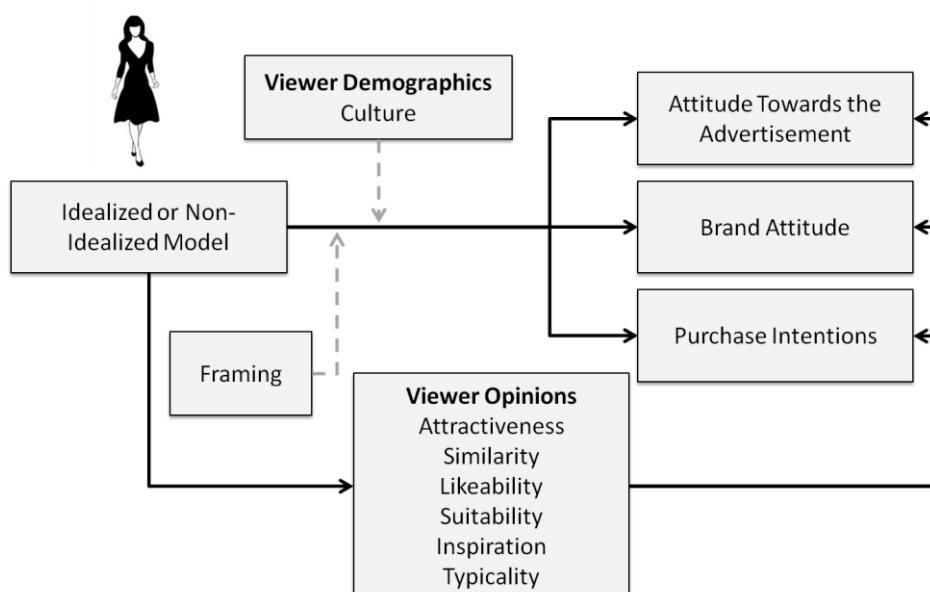 Viewer Demographics
Culture
Attitude Towards the
Advertisement
Idealized or Non-
Idealized Model
Brand Attitude
Purchase Intentions
Framing
Viewer Opinions
Attractiveness
Similarity
Likeability
Suitability
Inspiration
Typicality